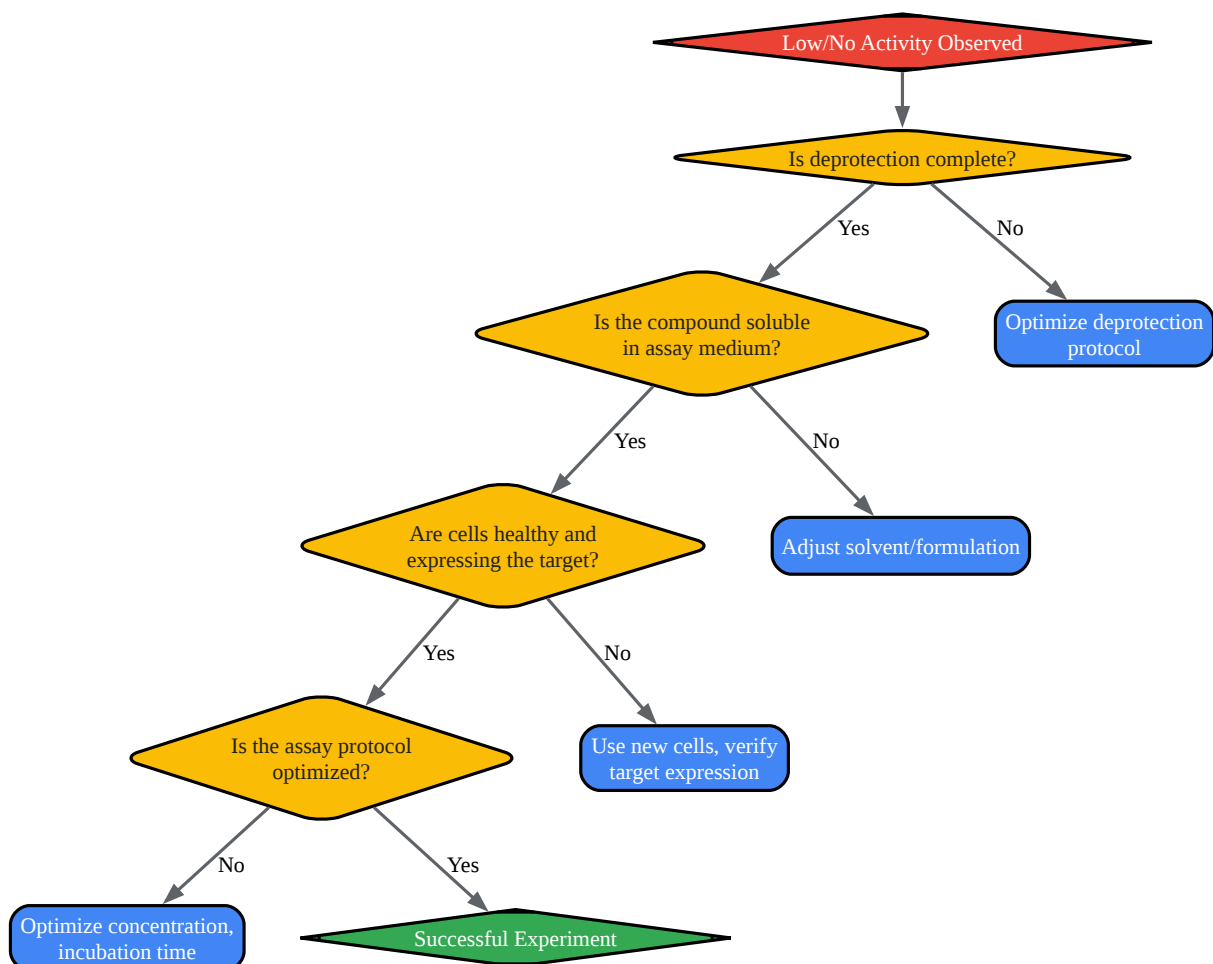 Low/No Activity Observed
Is deprotection complete?
Yes
No
Is the compound soluble
in assay medium?
Optimize deprotection
protocol
Yes
No
Are cells healthy and
expressing the target?
Adjust solvent/formulation
Yes
No
Is the assay protocol
optimized?
Use new cells, verify
target expression
No
Yes
Optimize concentration,
incubation time
Successful Experiment